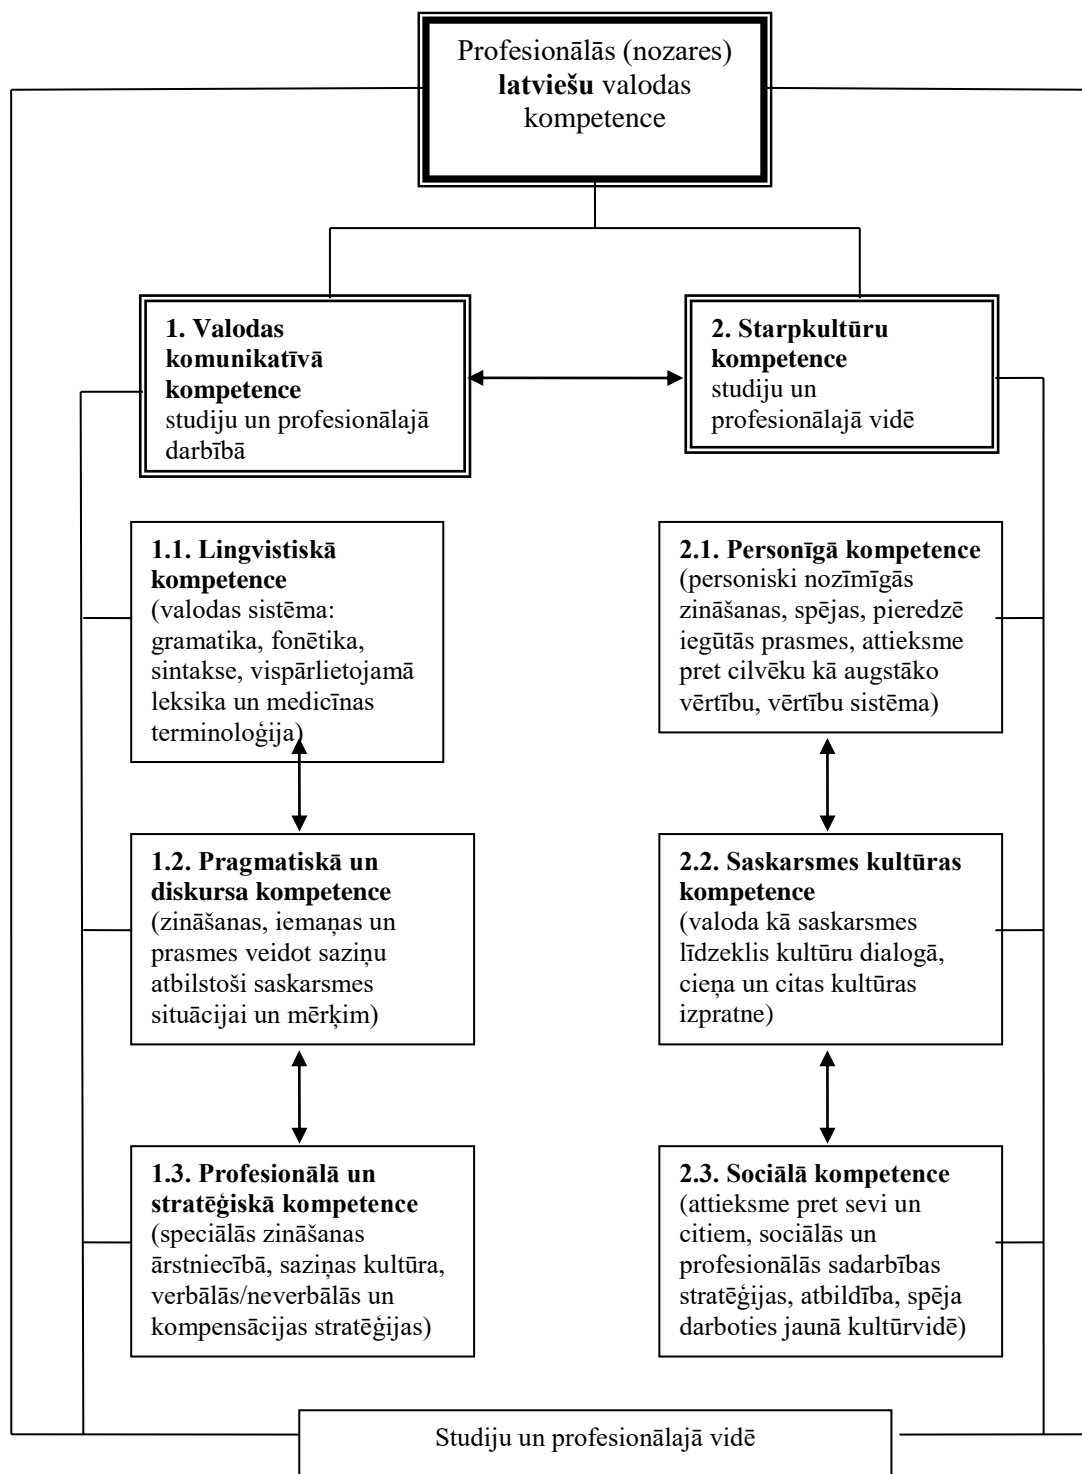 Profesionālās (nozares)
latviešu valodas
kompetence
1. Valodas
komunikatīvā
kompetence
studiju un profesionālajā
darbībā
2. Starpkultūru
kompetence
studiju un
profesionālajā vidē
1.1. Lingvistiskā
kompetence
(valodas sistēma:
gramatika, fonētika,
sintakse, vispārlietojamā
leksika un medicīnas
terminoloģija)
2.1. Personīgā kompetence
(personiski nozīmīgās
zināšanas, spējas, pieredzē
iegūtās prasmes, attieksme
pret cilvēku kā augstāko
vērtību, vērtību sistēma)
1.2. Pragmatiskā un
diskursa kompetence
(zināšanas, iemaņas un
prasmes veidot saziņu
atbilstoši saskarsmes
situācijai un mērķim)
2.2. Saskarsmes kultūras
kompetence
(valoda kā saskarsmes
līdzeklis kultūru dialogā,
cieņa un citas kultūras
izpratne)
1.3. Profesionālā un
stratēģiskā kompetence
(speciālās zināšanas
ārstniecībā, saziņas kultūra,
verbālās/neverbālās un
kompensācijas stratēģijas)
2.3. Sociālā kompetence
(attieksme pret sevi un
citiem, sociālās un
profesionālās sadarbības
stratēģijas, atbildība, spēja
darboties jaunā kultūrvidē)
Studiju un profesionālajā vidē